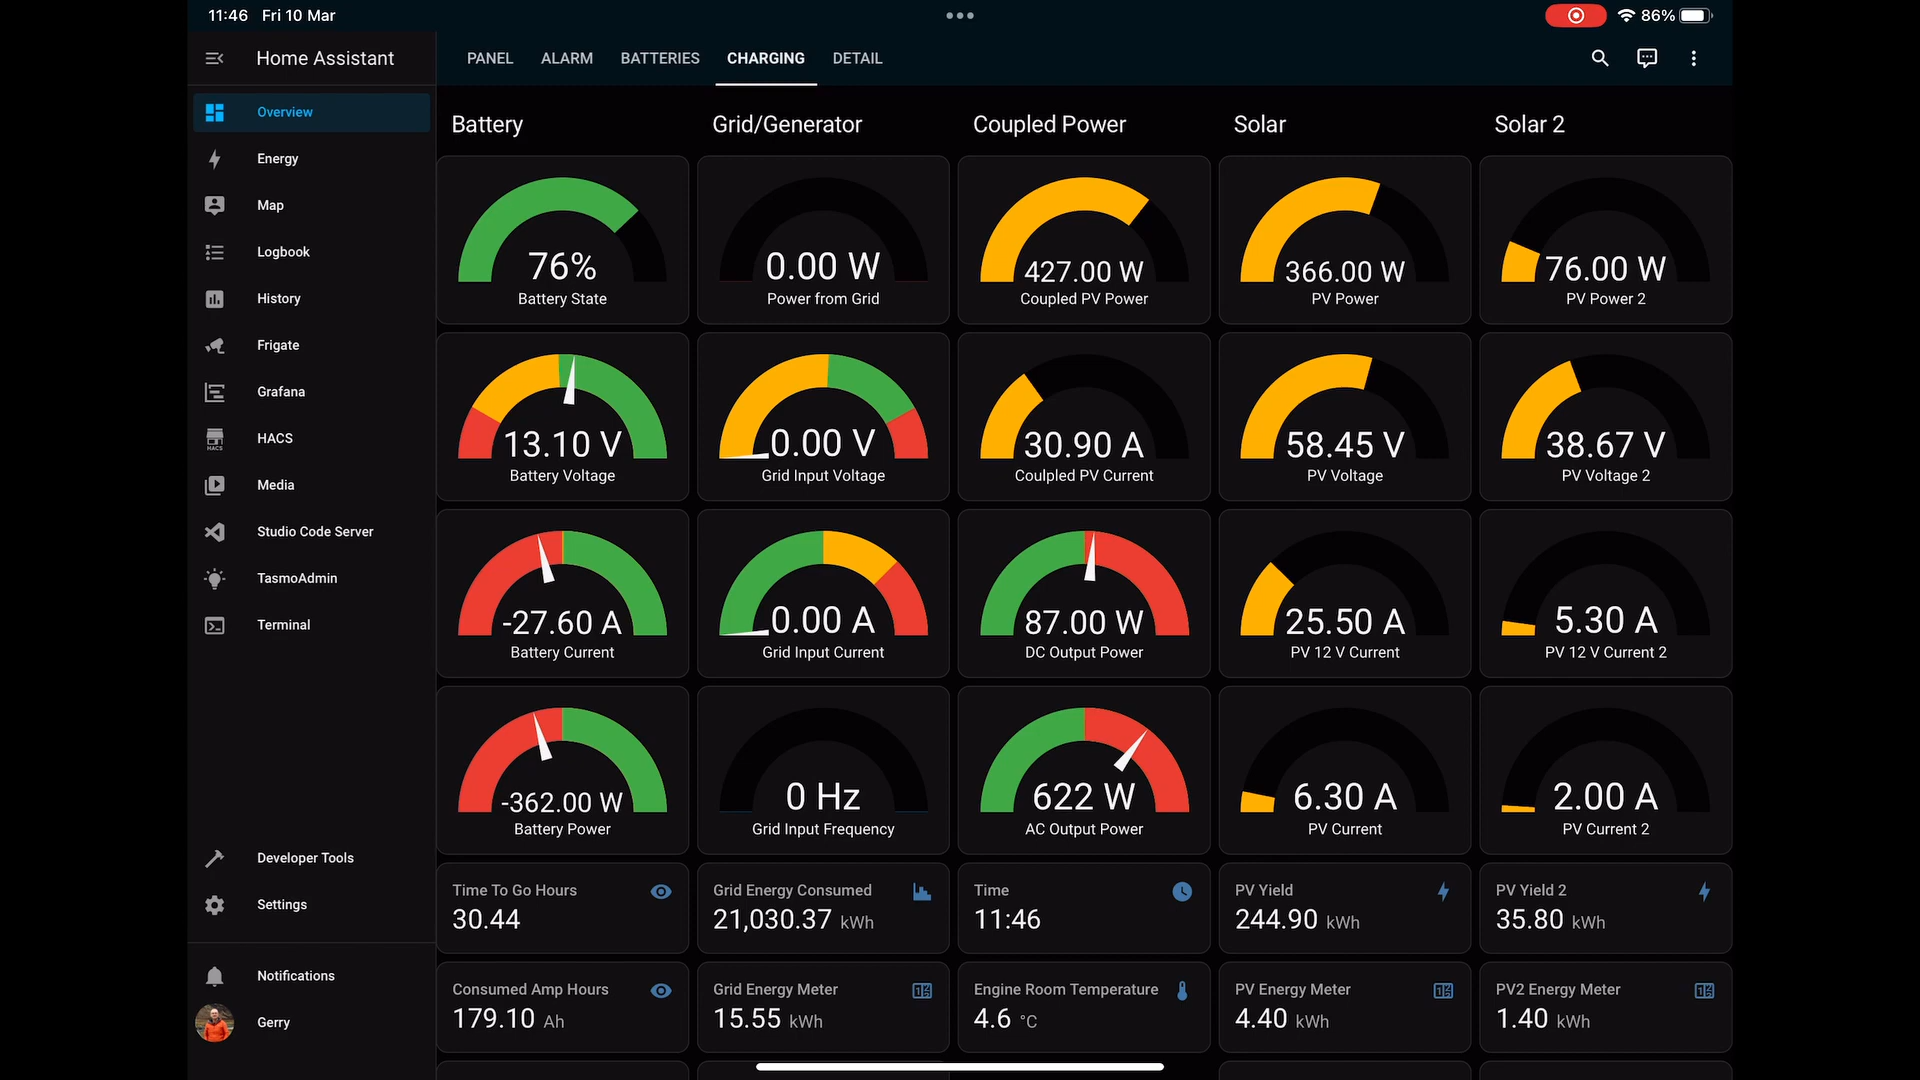 11:46 Fri 10 Mar
86%
Home Assistant
PANEL ALARM BATTERIES CHARGING DETAIL
Overview
Energy
Map
Logbook
History
Frigate
Grafana
HACS
HACS
Media
Studio Code Server
TasmoAdmin
Terminal
Developer Tools
Settings
Notifications
Gerry
Battery Grid/Generator Coupled Power Solar Solar 2
76% 0.00 W 427.00 W 366.00 W 76.00 W
Battery State Power from Grid Coupled PV Power PV Power PV Power 2
13.10 V 0.00 V 30.90 A 58.45 V 38.67 V
Battery Voltage Grid Input Voltage Coulpled PV Current PV Voltage PV Voltage 2
-27.60 A 0.00 A 87.00 W 25.50 A 5.30 A
Battery Current Grid Input Current DC Output Power PV 12 V Current PV 12 V Current 2
-362.00 W 0 Hz 622 W 6.30 A 2.00 A
Battery Power Grid Input Frequency AC Output Power PV Current PV Current 2
Time To Go Hours Grid Energy Consumed Time PV Yield PV Yield 2
30.44 21,030.37 kWh 11:46 244.90 kWh 35.80 kWh
Consumed Amp Hours Grid Energy Meter Engine Room Temperature PV Energy Meter PV2 Energy Meter
179.10 Ah 15.55 kWh 4.6 °C 4.40 kWh 1.40 kWh